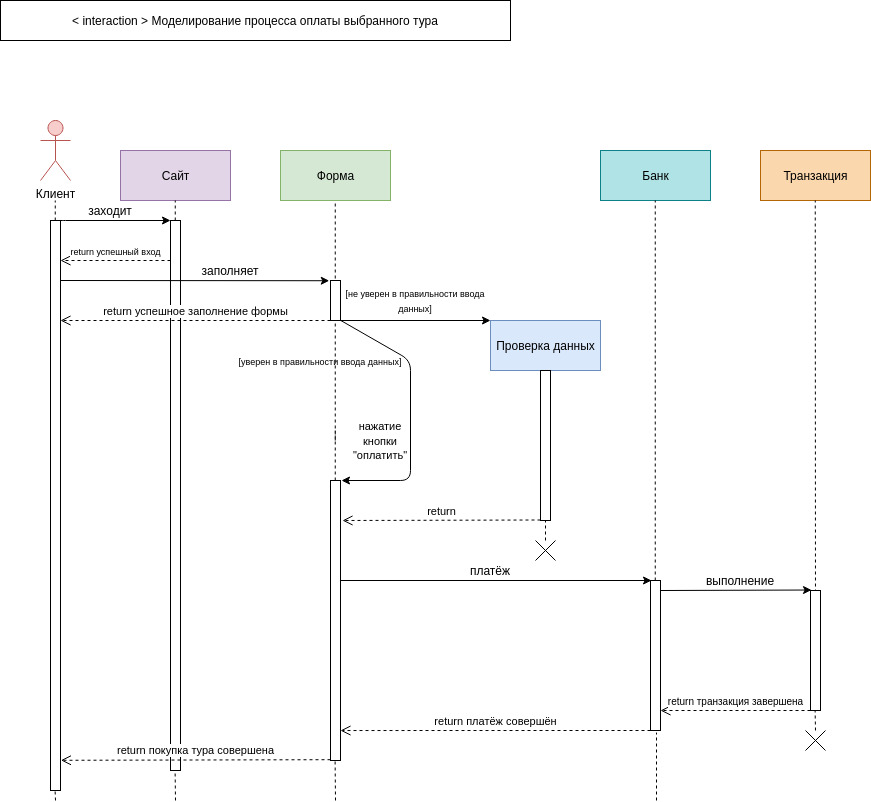 < interaction > Моделирование процесса оплаты выбранного тура
Клиент
Сайт
Форма
Банк
Транзакция
заходит
return успешный вход
заполняет
[не уверен в правильности ввода
данных]
return успешное заполнение формы
Проверка данных
[уверен в правильности ввода данных]
нажатие
кнопки
"оплатить"
return
платёж
выполнение
return транзакция завершена
return платёж совершён
return покупка тура совершена